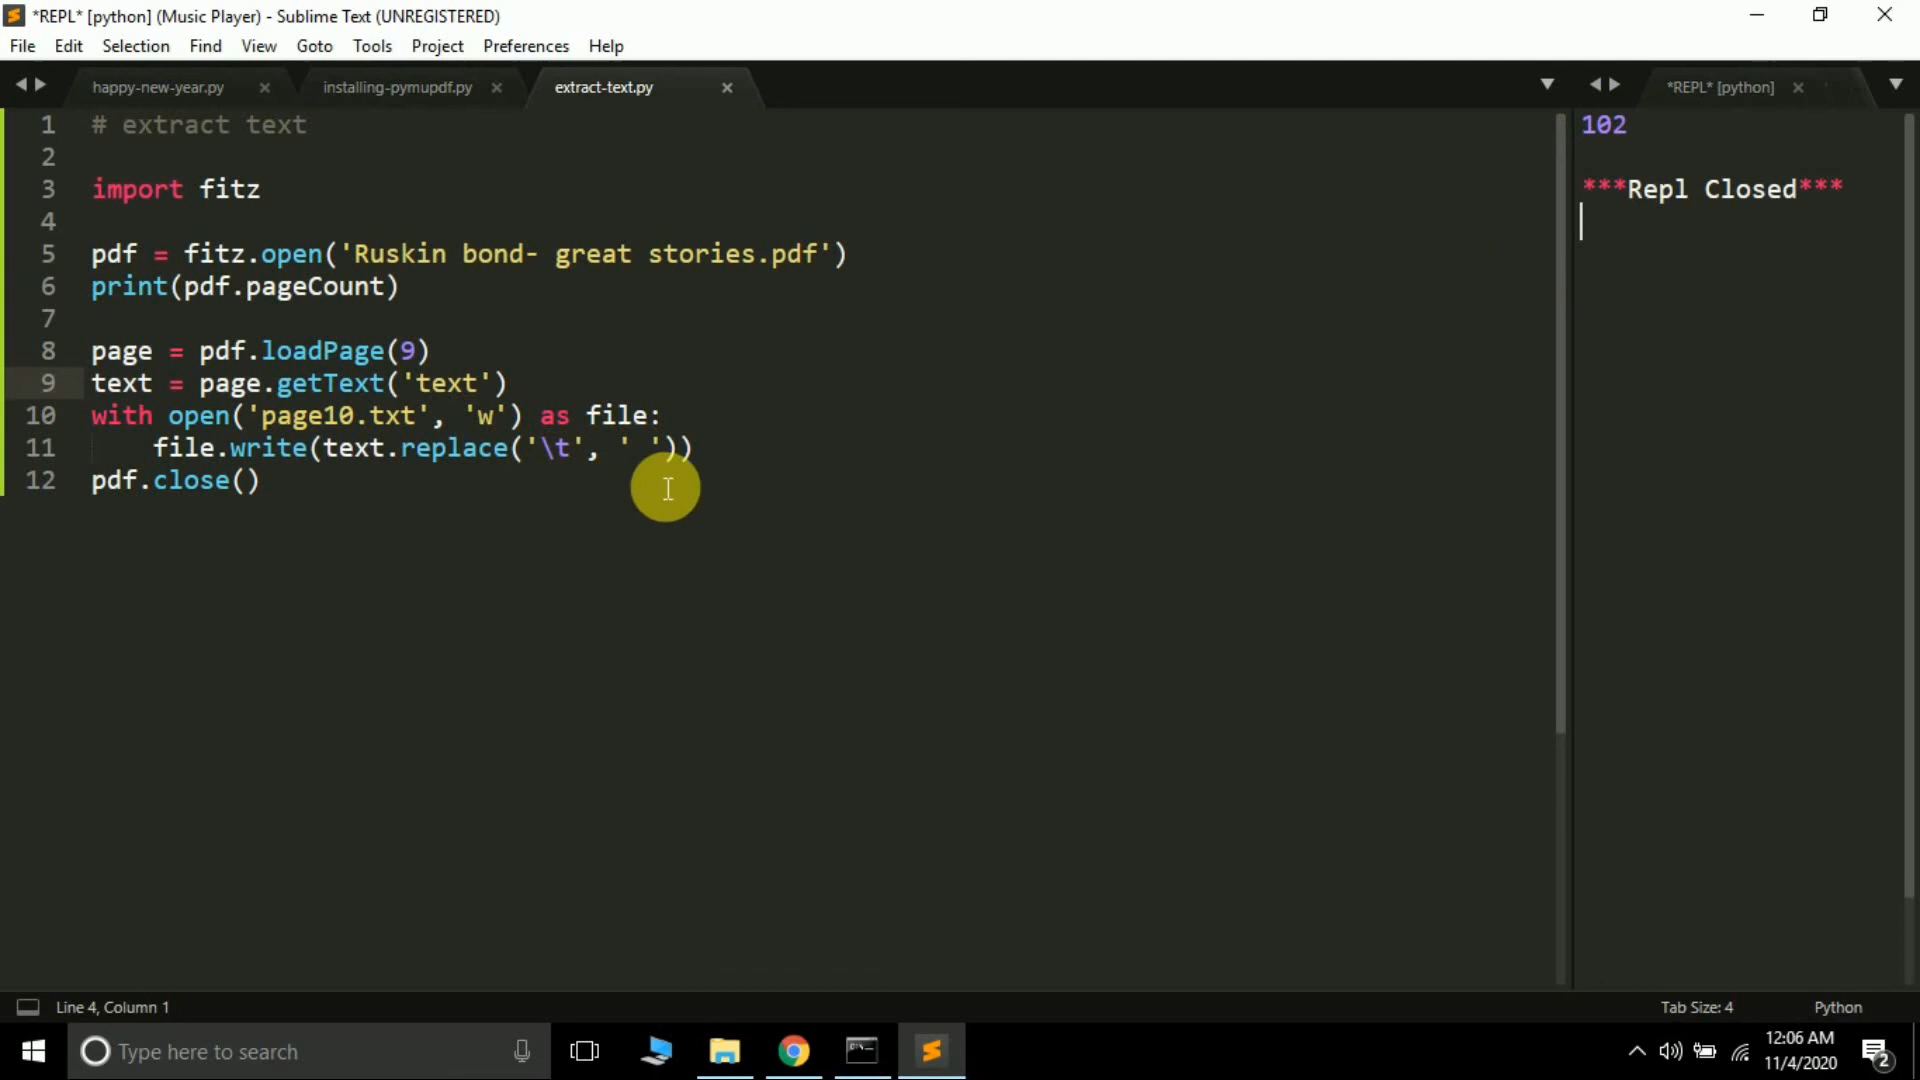 *REPL* [python] (Music Player) - Sublime Text (UNREGISTERED)
File Edit Selection Find View Goto Tools Project Preferences Help
happy-new-year.py × installing-pymupdf.py × extract-text.py × *REPL* [python] ×
1 # extract text
2
3 import fitz
4
5 pdf = fitz.open('Ruskin bond- great stories.pdf')
6 print(pdf.pageCount)
7
8 page = pdf.loadPage(9)
9 text = page.getText('text')
10 with open('page10.txt', 'w') as file:
11     file.write(text.replace('\t', ' '))
12 pdf.close()
102
***Repl Closed***
Line 4, Column 1 Tab Size: 4 Python
Type here to search
12:06 AM
11/4/2020
2